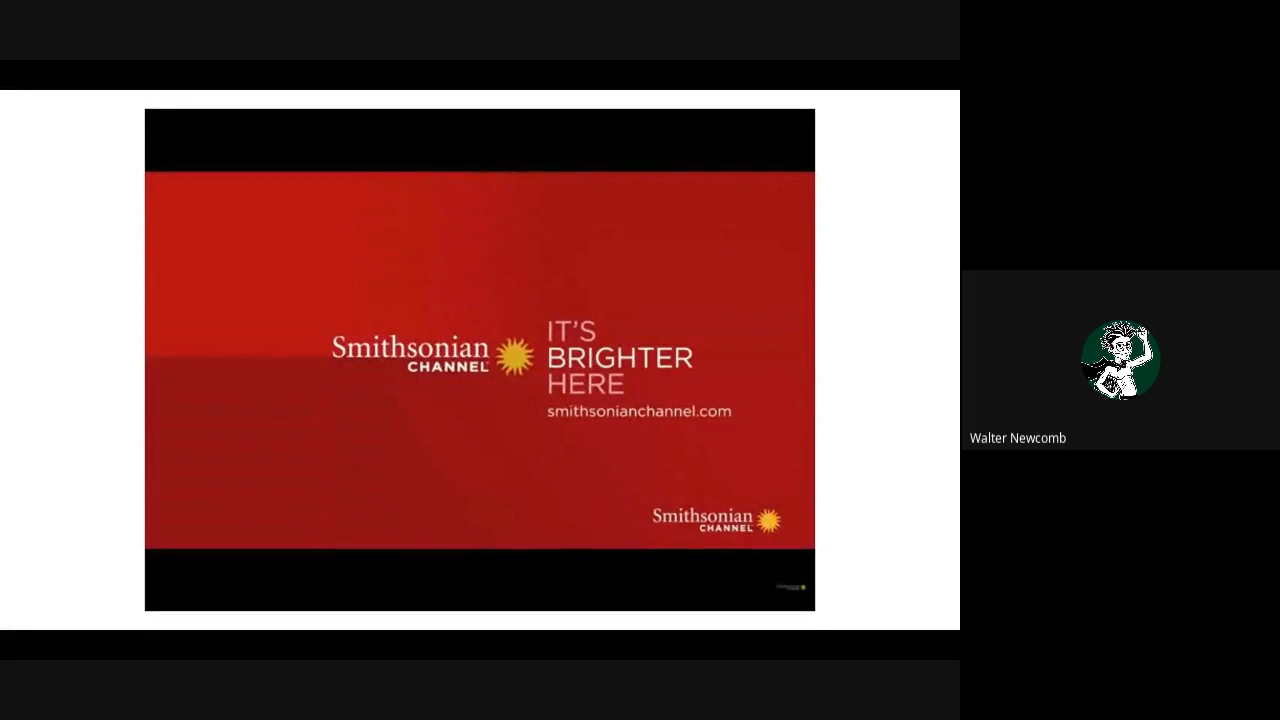 Smithsonian
CHANNEL
IT'S
BRIGHTER
HERE
smithsonianchannel.com
Smithsonian
CHANNEL
Walter Newcomb